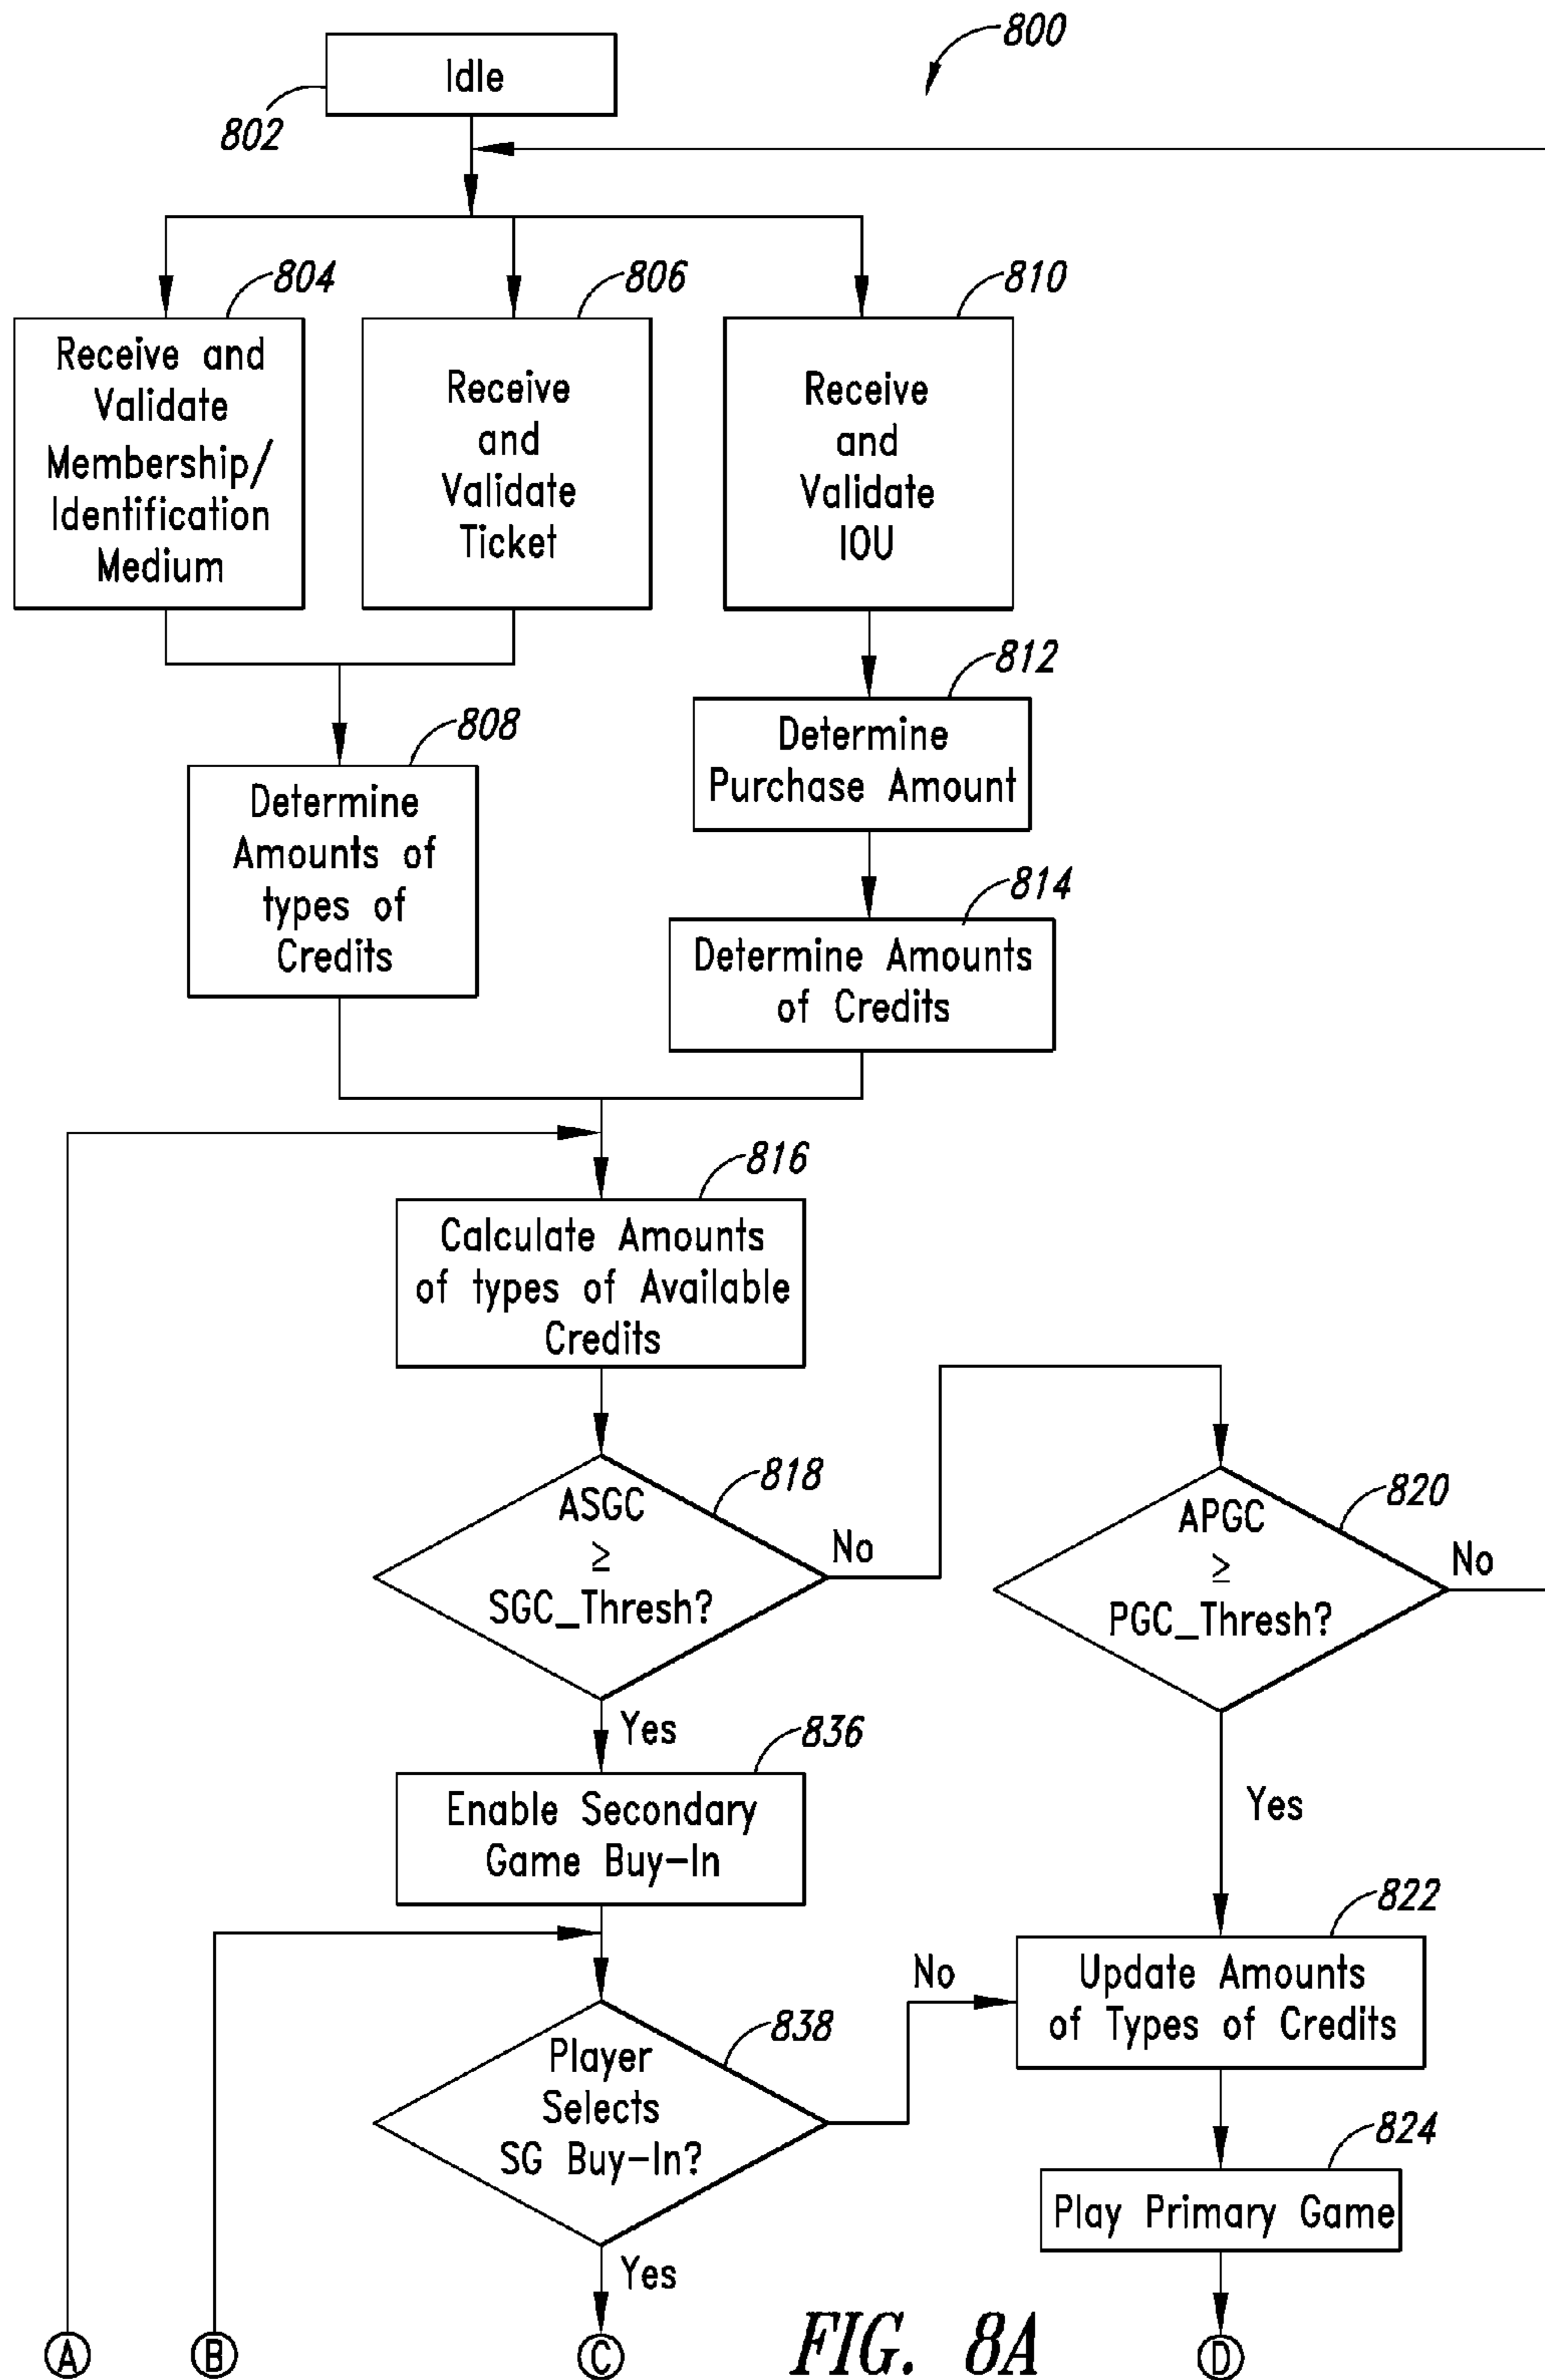 800
Idle
802
804
806
810
Receive and
Validate
Membership/
Identification
Medium
Receive
and
Validate
Ticket
Receive
and
Validate
IOU
812
Determine
Purchase Amount
808
Determine
Amounts of
types of
Credits
814
Determine Amounts
of Credits
816
Calculate Amounts
of types of Available
Credits
818
ASGC
≥
SGC_Thresh?
No
820
APGC
≥
PGC_Thresh?
No
Yes
836
Enable Secondary
Game Buy-In
Yes
822
Update Amounts
of Types of Credits
No
838
Player
Selects
SG Buy-In?
824
Play Primary Game
Yes
A
B
C
FIG. 8A
D